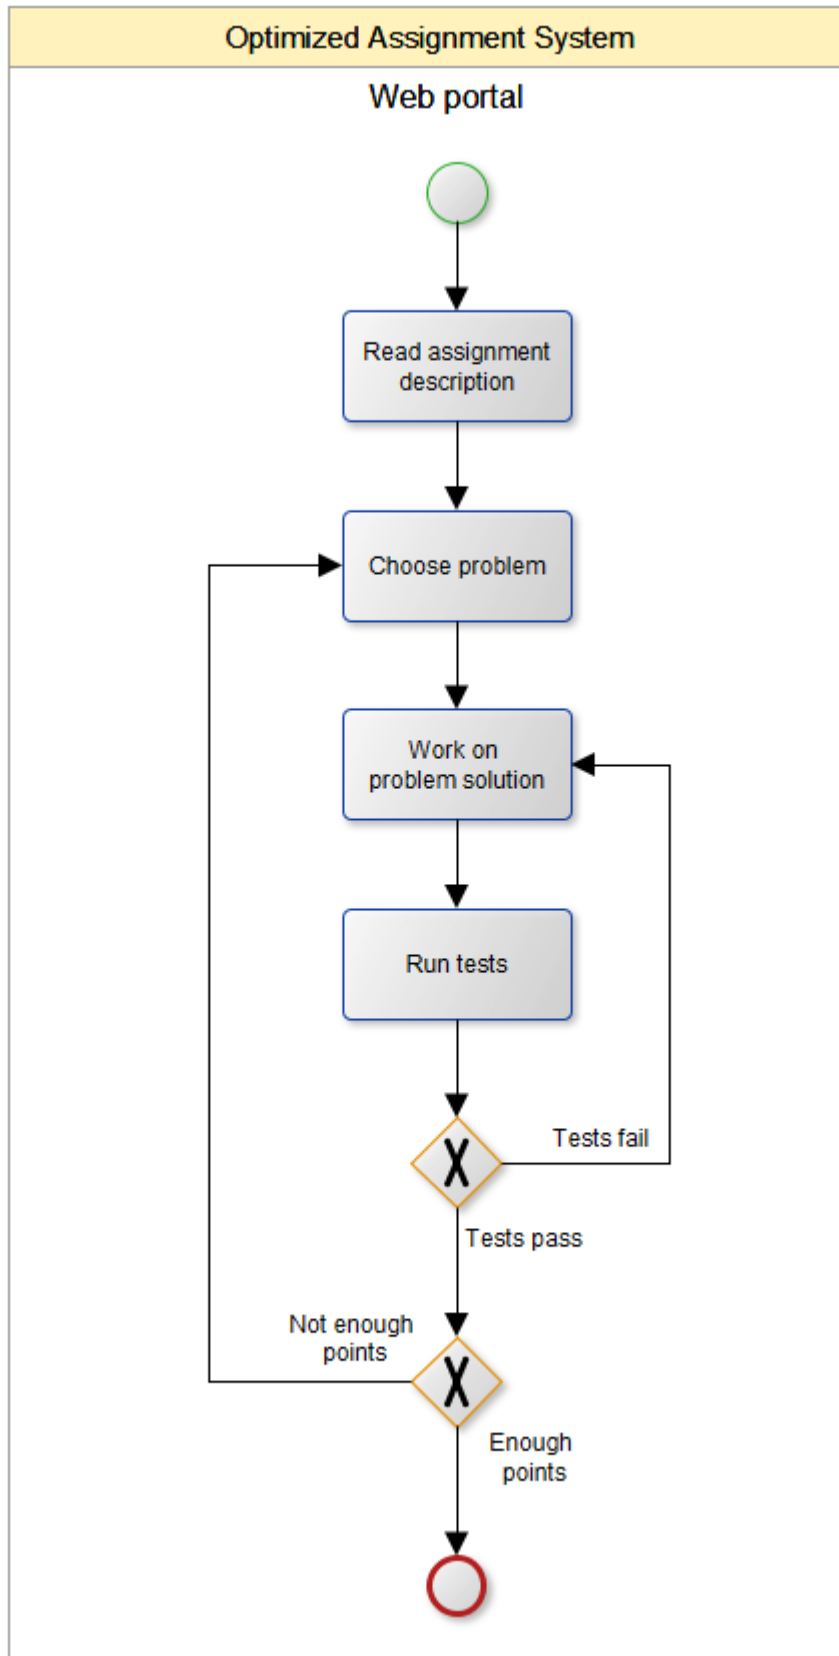 Optimized Assignment System
Web portal
Read assignment
description
Choose problem
Work on
problem solution
Run tests
Tests fail
Tests pass
Not enough
points
Enough
points